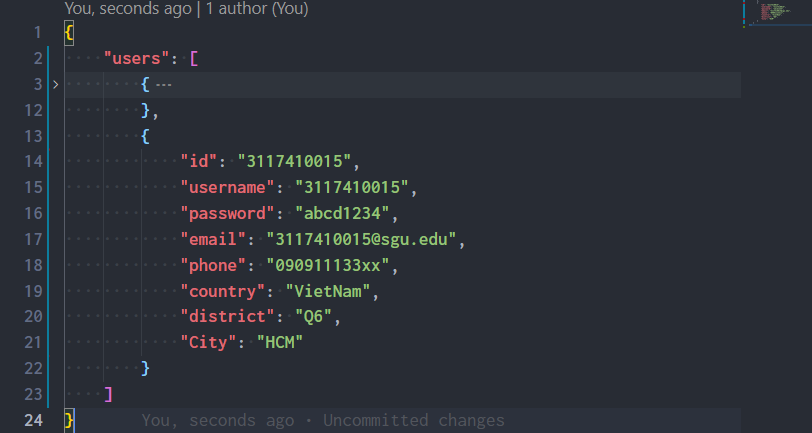 You, seconds ago | 1 author (You)
1 {
2 "users": [
3 > { ---
12 },
13 {
14 "id": "3117410015",
15 "username": "3117410015",
16 "password": "abcd1234",
17 "email": "3117410015@sgu.edu",
18 "phone": "090911133xx",
19 "country": "VietNam",
20 "district": "Q6",
21 "City": "HCM"
22 }
23 ]
24 } You, seconds ago • Uncommitted changes